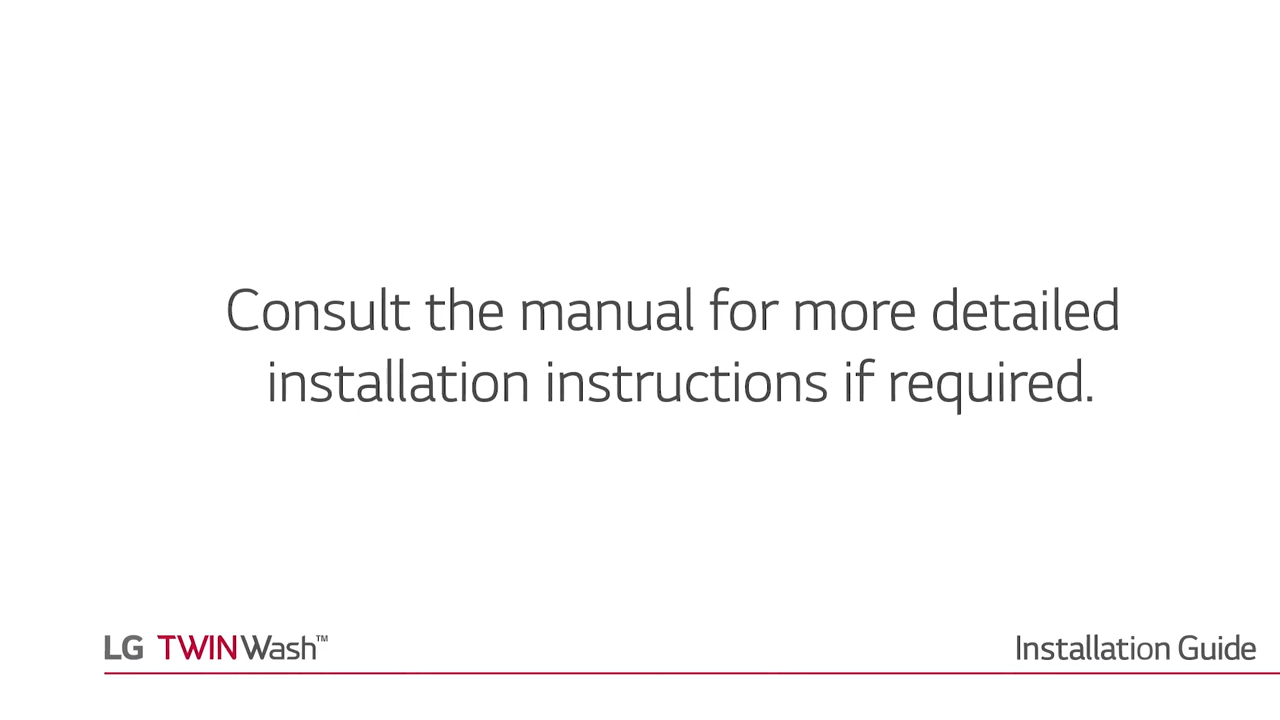 Consult the manual for more detailed
installation instructions if required.
LG TWINWash™
Installation Guide